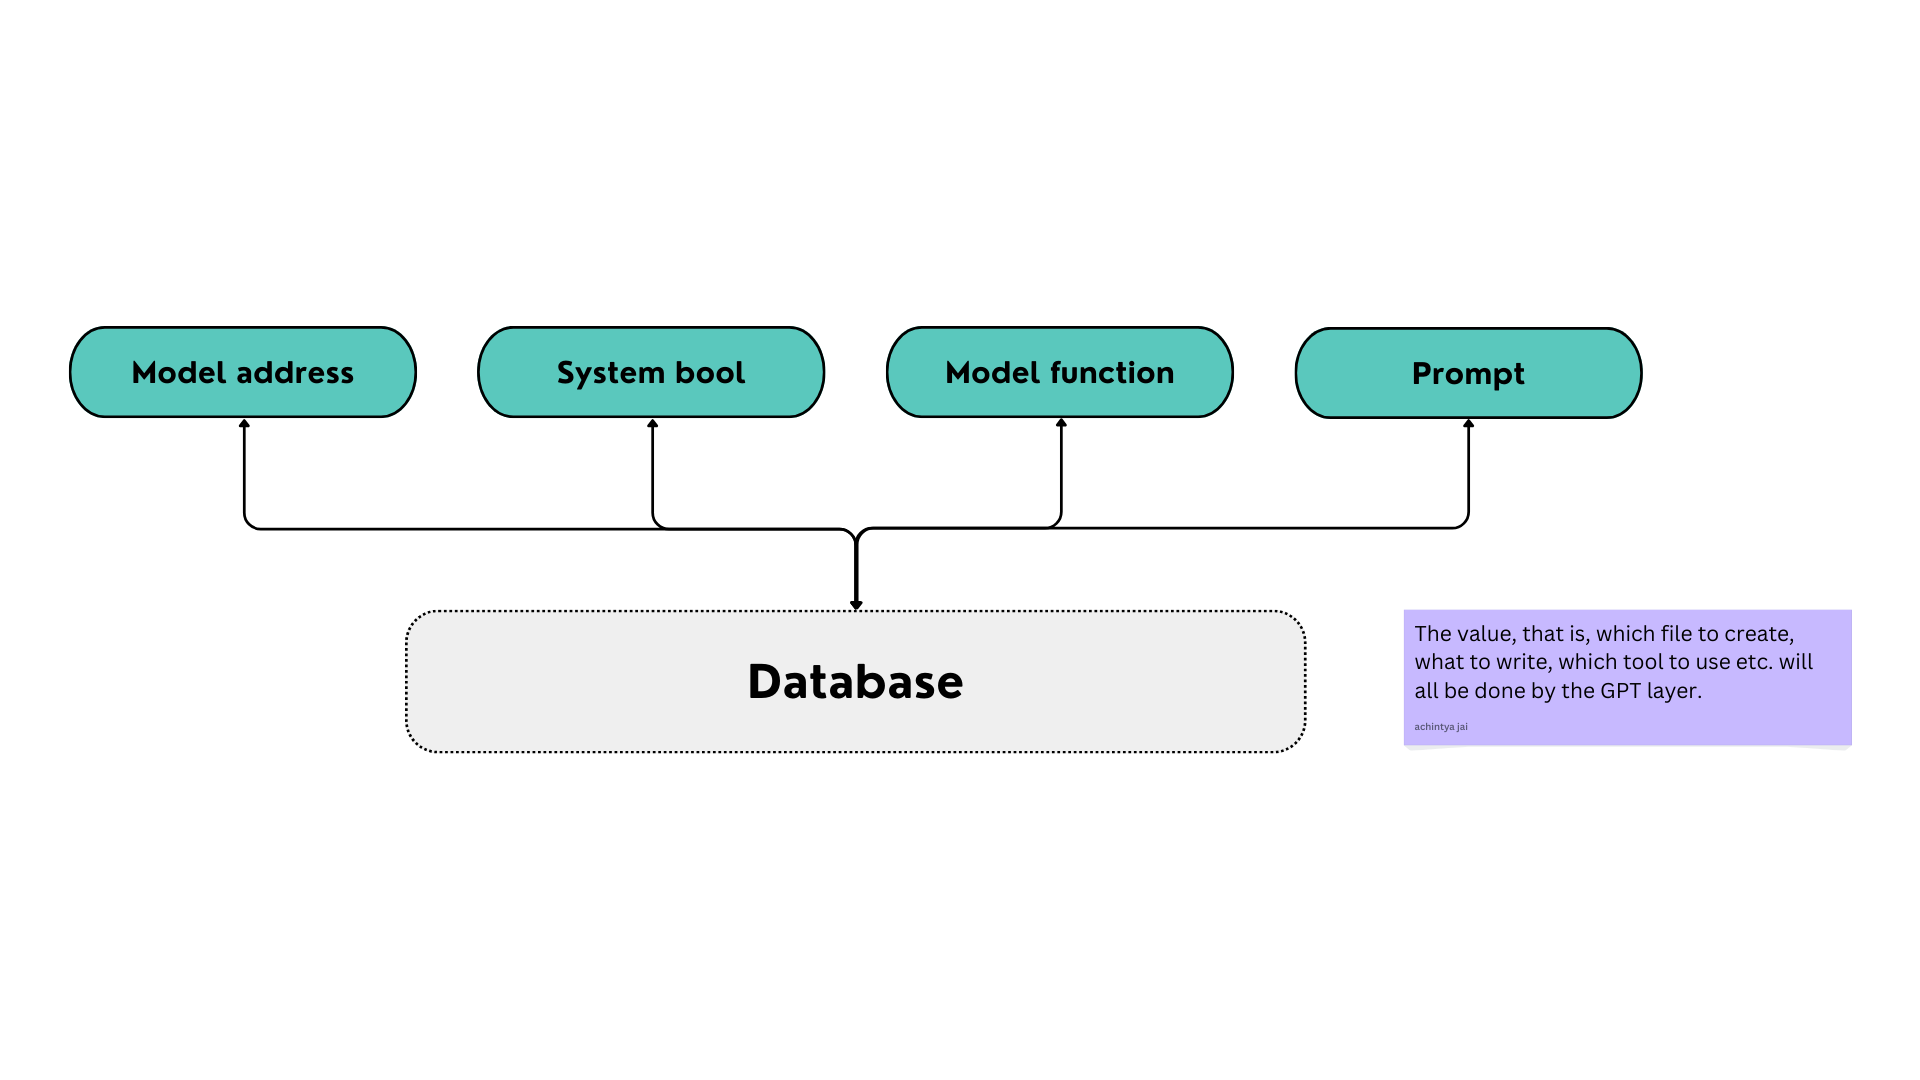 Model address
System bool
Model function
Prompt
Database
The value, that is, which file to create,
what to write, which tool to use etc. will
all be done by the GPT layer.
achintya jai